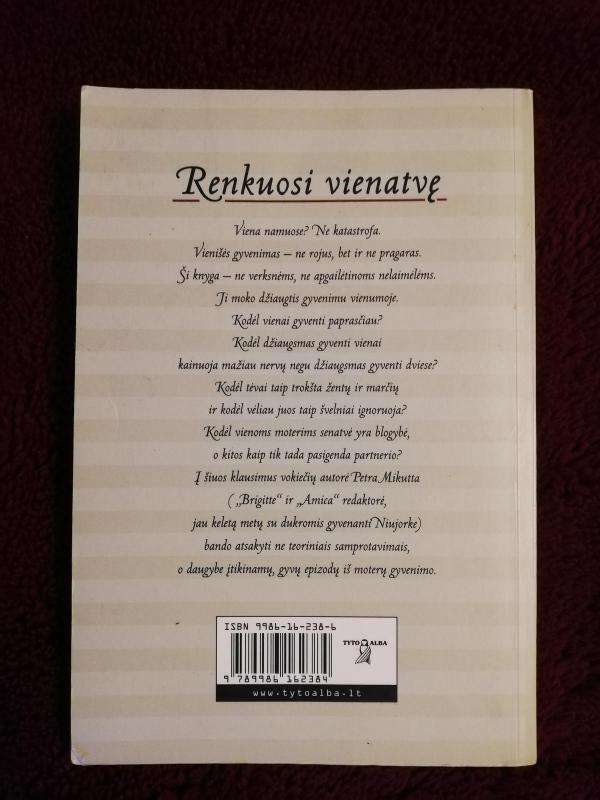 Renkuosi vienatvę
Viena namuose? Ne katastrofa.
Vienišės gyvenimas – ne rojus, bet ir ne pragaras.
Ši knyga – ne verksnėms, ne apgailėtinoms nelaimėlėms.
Ji moko džiaugtis gyvenimu vienumoje.
Kodėl vienai gyventi paprasčiau?
Kodėl džiaugsmas gyventi vienai
kainuoja mažiau nervų negu džiaugsmas gyventi dviese?
Kodėl tėvai taip trokšta žentų ir marčių
ir kodėl vėliau juos taip švelniai ignoruoja?
Kodėl vienoms moterims senatvė yra blogybė,
o kitos kaip tik tada pasigenda partnerio?
Į šiuos klausimus vokiečių autorė Petra Mikutta
( „Brigitte“ ir „Amica“ redaktorė,
jau keletą metų su dukromis gyvenanti Niujorke)
bando atsakyti ne teoriniais samprotavimais,
o daugybe įtikinamų, gyvų epizodų iš moterų gyvenimo.
ISBN 9986-16-238-6
TYTO ALBA
9 789986 162384
www.tytoalba.lt